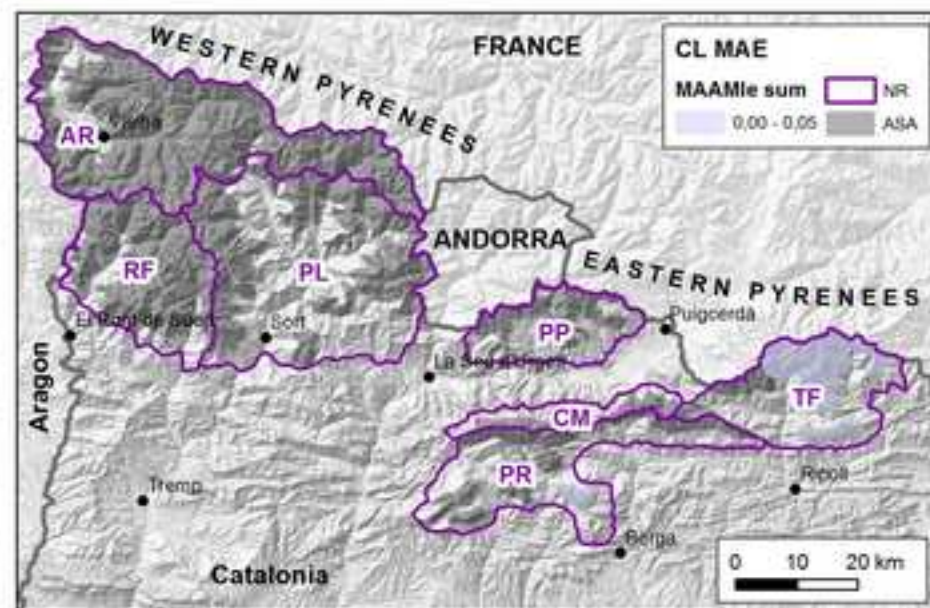 WESTERN PYRENEES
FRANCE
CL MAE
MAAMIe sum
NR
0,00 - 0,05
ASA
AR
ANDORRA
EASTERN PYRENEES
RF
PL
PP
Puigcerdà
El Pont de Suert
Sort
La Seu d'Urgell
TF
Aragon
CM
PR
Ripoll
Tremp
Berga
Catalonia
0 10 20 km